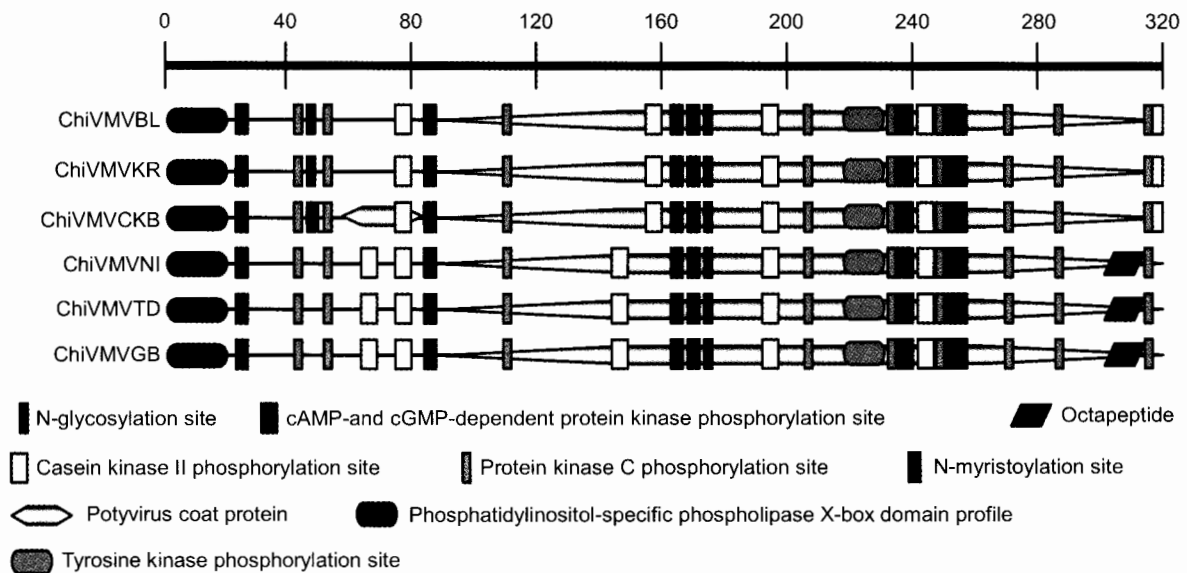 0 40 80 120 160 200 240 280 320
ChiVMVBL
ChiVMVKR
ChiVMVCKB
ChiVMVNI
ChiVMVTD
ChiVMVGB
N-glycosylation site cAMP-and cGMP-dependent protein kinase phosphorylation site Octapeptide
Casein kinase II phosphorylation site Protein kinase C phosphorylation site N-myristoylation site
Potyvirus coat protein Phosphatidylinositol-specific phospholipase X-box domain profile
Tyrosine kinase phosphorylation site